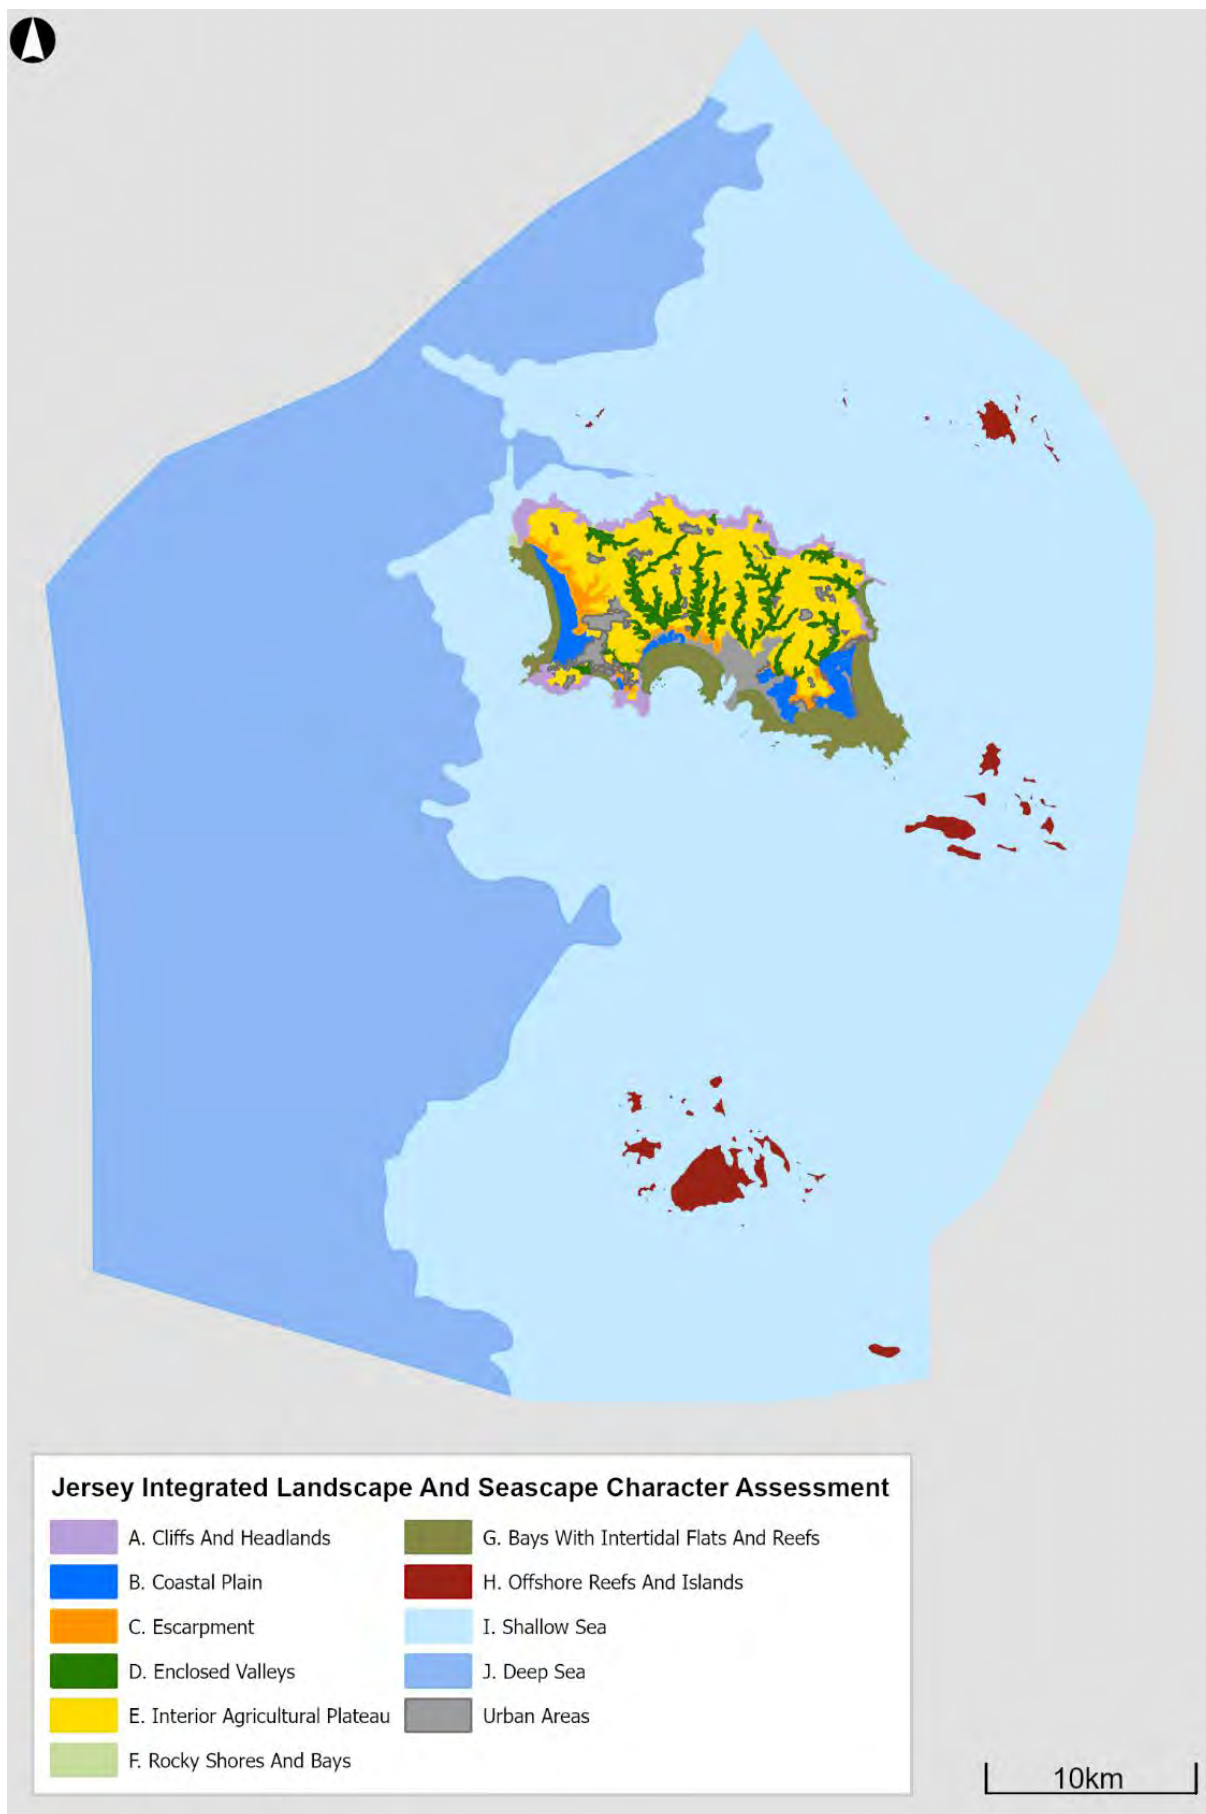 Jersey Integrated Landscape And Seascape Character Assessment
A. Cliffs And Headlands
B. Coastal Plain
C. Escarpment
D. Enclosed Valleys
E. Interior Agricultural Plateau
F. Rocky Shores And Bays
G. Bays With Intertidal Flats And Reefs
H. Offshore Reefs And Islands
I. Shallow Sea
J. Deep Sea
Urban Areas
10km